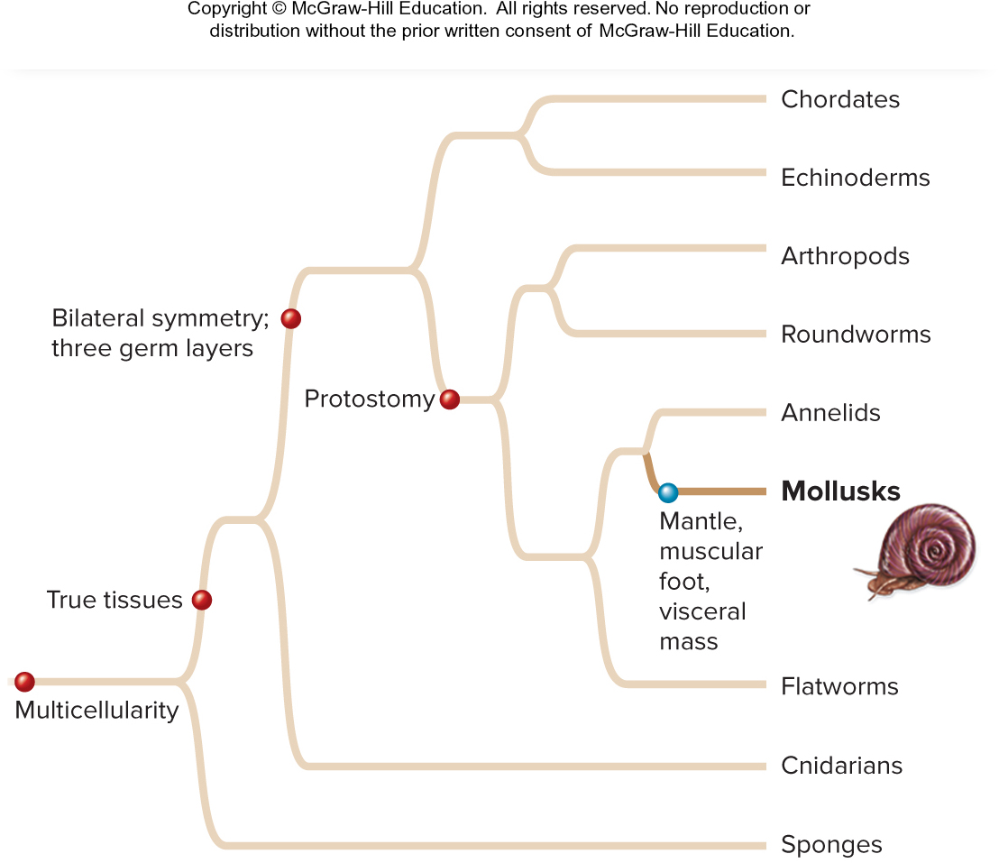 Copyright © McGraw-Hill Education. All rights reserved. No reproduction or
distribution without the prior written consent of McGraw-Hill Education.
Chordates
Echinoderms
Arthropods
Roundworms
Bilateral symmetry;
three germ layers
Protostomy
Annelids
Mollusks
Mantle,
muscular
foot,
visceral
mass
True tissues
Flatworms
Multicellularity
Cnidarians
Sponges